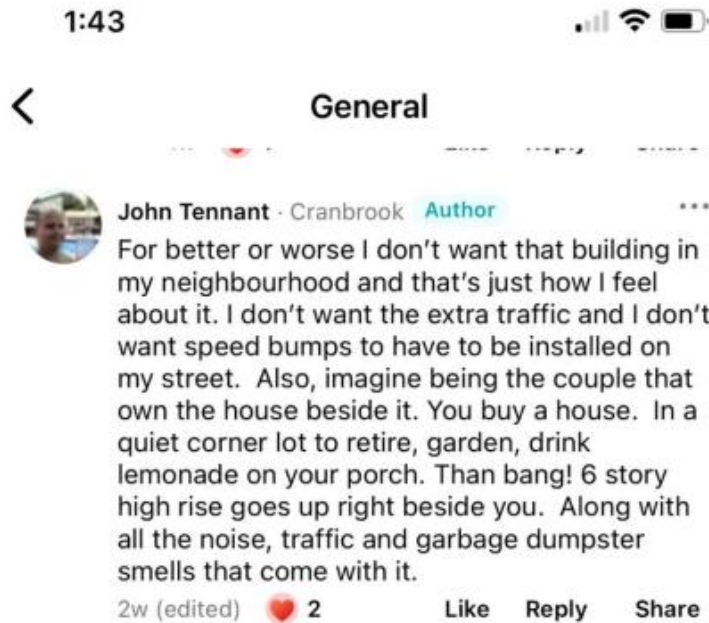 1:43
General
John Tennant · Cranbrook Author
For better or worse I don't want that building in
my neighbourhood and that's just how I feel
about it. I don't want the extra traffic and I don't
want speed bumps to have to be installed on
my street.  Also, imagine being the couple that
own the house beside it. You buy a house.  In a
quiet corner lot to retire, garden, drink
lemonade on your porch. Than bang! 6 story
high rise goes up right beside you.  Along with
all the noise, traffic and garbage dumpster
smells that come with it.
2w (edited) 2 Like Reply Share